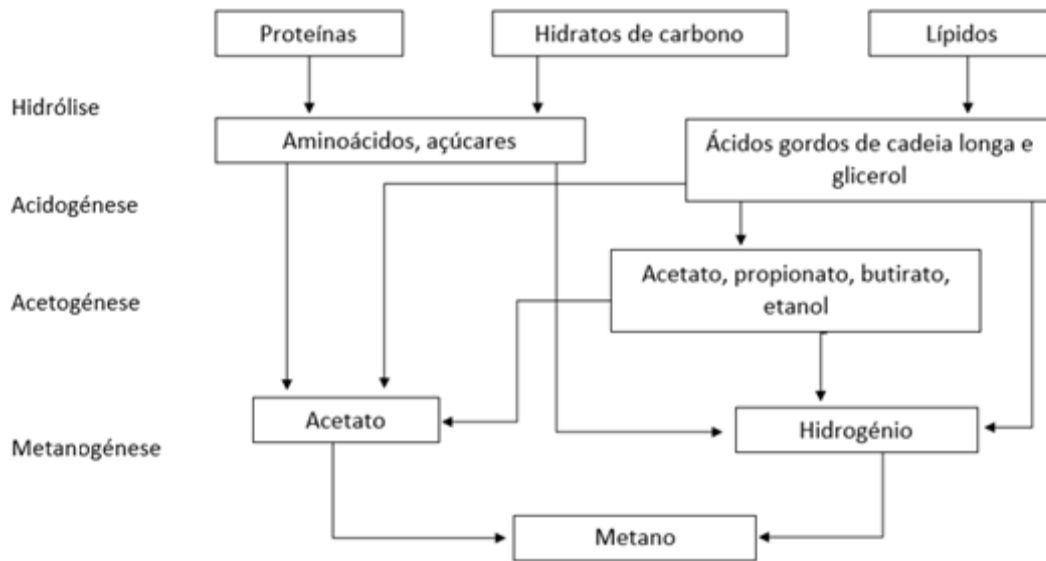 Proteínas
Hidratos de carbono
Lípidos
Hidrólise
Aminoácidos, açúcares
Ácidos gordos de cadeia longa e
glicerol
Acidogénese
Acetogénese
Acetato, propionato, butirato,
etanol
Acetato
Hidrogénio
Metanogénese
Metano